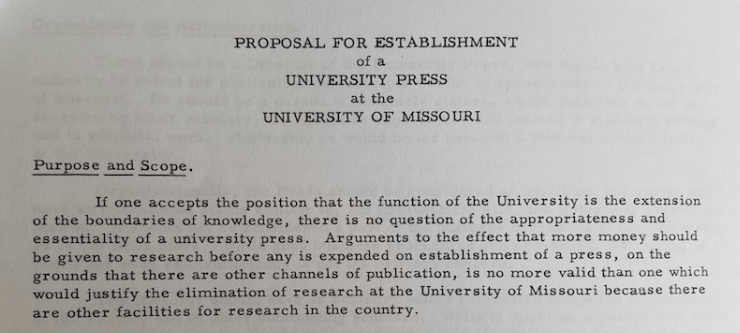 PROPOSAL FOR ESTABLISHMENT
of a
UNIVERSITY PRESS
at the
UNIVERSITY OF MISSOURI
Purpose and Scope.
If one accepts the position that the function of the University is the extension
of the boundaries of knowledge, there is no question of the appropriateness and
essentiality of a university press. Arguments to the effect that more money should
be given to research before any is expended on establishment of a press, on the
grounds that there are other channels of publication, is no more valid than one which
would justify the elimination of research at the University of Missouri because there
are other facilities for research in the country.